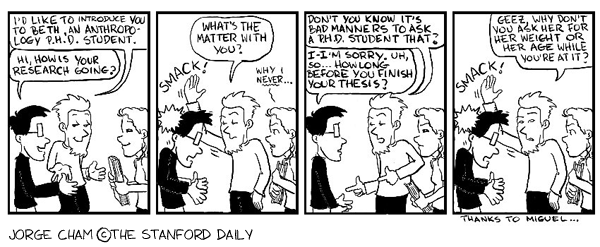 I'D LIKE TO INTRODUCE YOU
TO BETH, AN ANTHROPO-
LOGY P.H.D. STUDENT.
HI, HOW IS YOUR
RESEARCH GOING?
WHAT'S THE
MATTER WITH
YOU?
SMACK!
WHY I
NEVER...
DON'T YOU KNOW IT'S
BAD MANNERS TO ASK
A P.H.D. STUDENT THAT?
I-I'M SORRY. UH,
SO... HOW LONG
BEFORE YOU FINISH
YOUR THESIS?
GEEZ, WHY DON'T
YOU ASK HER FOR
HER WEIGHT OR
HER AGE WHILE
YOU'RE AT IT?
SMACK!
THANKS TO MIGUEL...
JORGE CHAM ©THE STANFORD DAILY